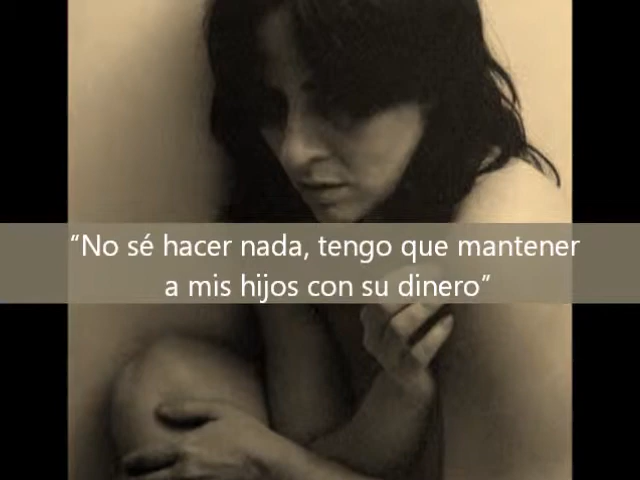 “No sé hacer nada, tengo que mantener
a mis hijos con su dinero”